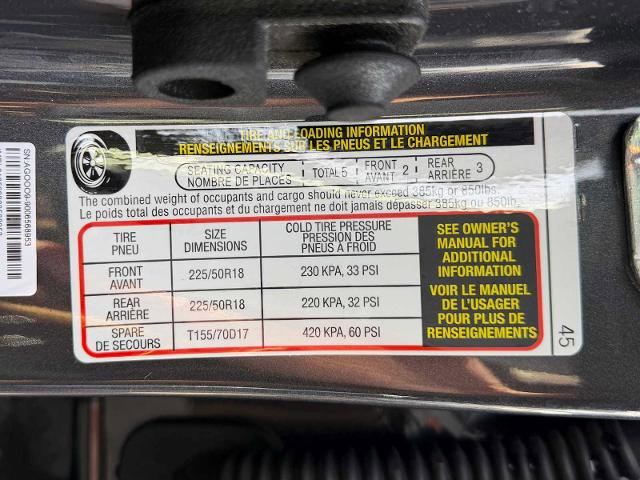 TIRE AND LOADING INFORMATION
RENSEIGNEMENTS SUR LES PNEUS ET LE CHARGEMENT
SEATING CAPACITY
NOMBRE DE PLACES
TOTAL 5
FRONT
AVANT 2
REAR
ARRIÈRE 3
The combined weight of occupants and cargo should never exceed 385kg or 850lbs.
Le poids total des occupants et du chargement ne doit jamais dépasser 385kg or 850lb.
TIRE
PNEU
SIZE
DIMENSIONS
COLD TIRE PRESSURE
PRESSION DES
PNEUS A FROID
FRONT
AVANT
225/50R18
230 KPA, 33 PSI
REAR
ARRIÈRE
225/50R18
220 KPA, 32 PSI
SPARE
DE SECOURS
T155/70D17
420 KPA, 60 PSI
SEE OWNER'S
MANUAL FOR
ADDITIONAL
INFORMATION
VOIR LE MANUEL
DE L'USAGER
POUR PLUS DE
RENSEIGNEMENTS
45